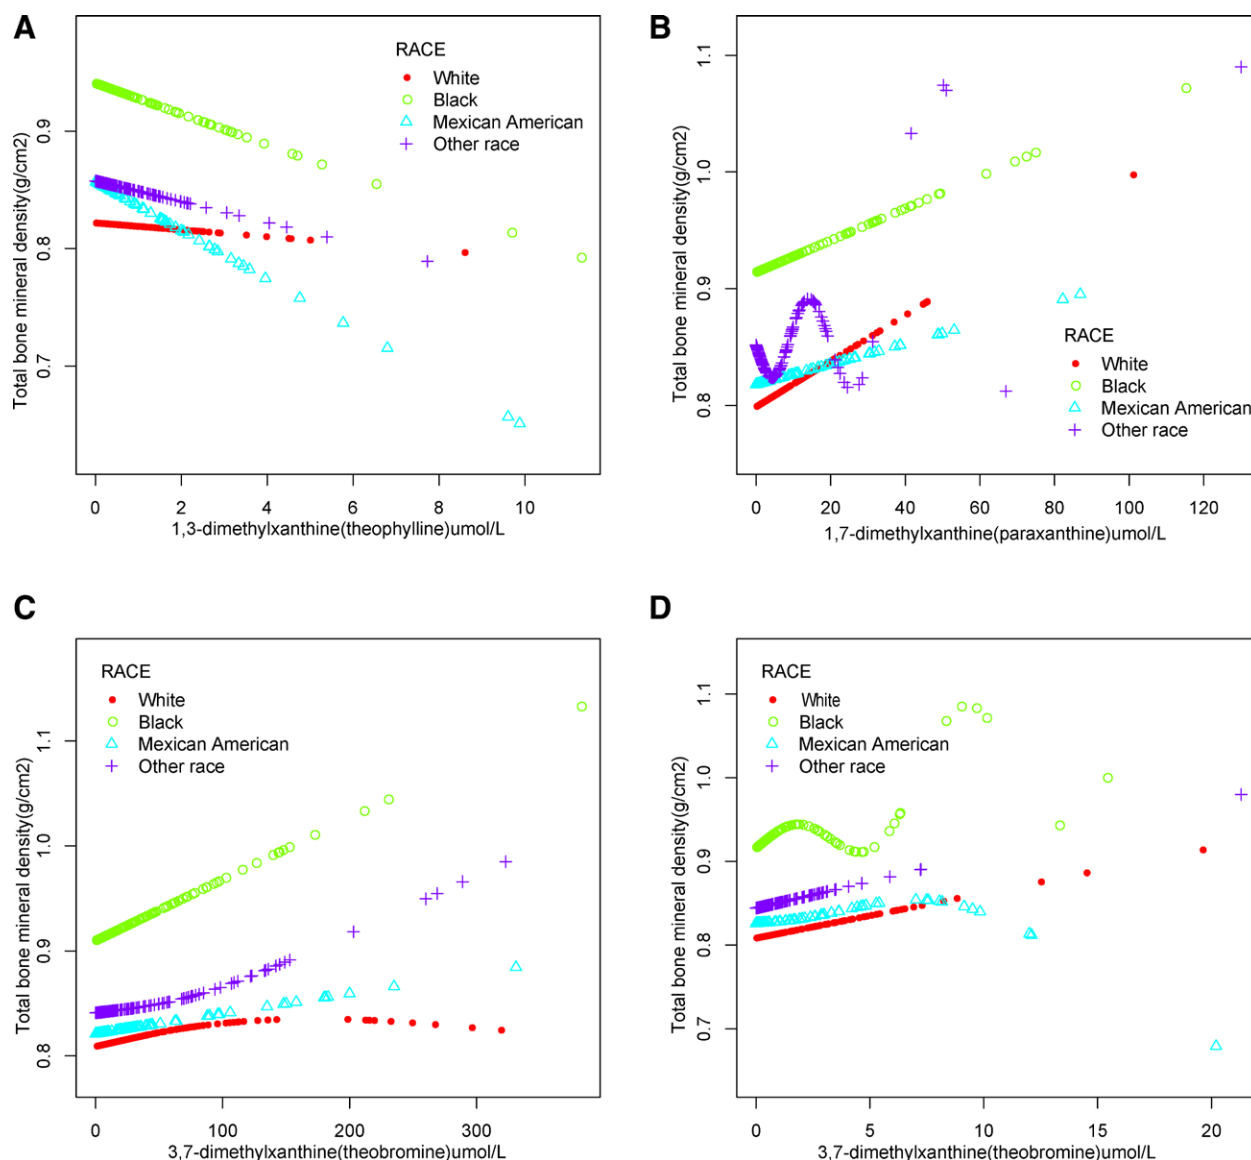 A
RACE
White
Black
Mexican American
Other race
Total bone mineral density(g/cm2)
0.7
0.8
0.9
0 2 4 6 8 10
1,3-dimethylxanthine(theophylline)umol/L
B
RACE
White
Black
Mexican American
Other race
Total bone mineral density(g/cm2)
0.8
0.9
1.0
1.1
0 20 40 60 80 100 120
1,7-dimethylxanthine(paraxanthine)umol/L
C
RACE
White
Black
Mexican American
Other race
Total bone mineral density(g/cm2)
0.8
0.9
1.0
1.1
0 100 200 300
3,7-dimethylxanthine(theobromine)umol/L
D
RACE
White
Black
Mexican American
Other race
Total bone mineral density(g/cm2)
0.7
0.8
0.9
1.0
1.1
0 5 10 15 20
3,7-dimethylxanthine(theobromine)umol/L